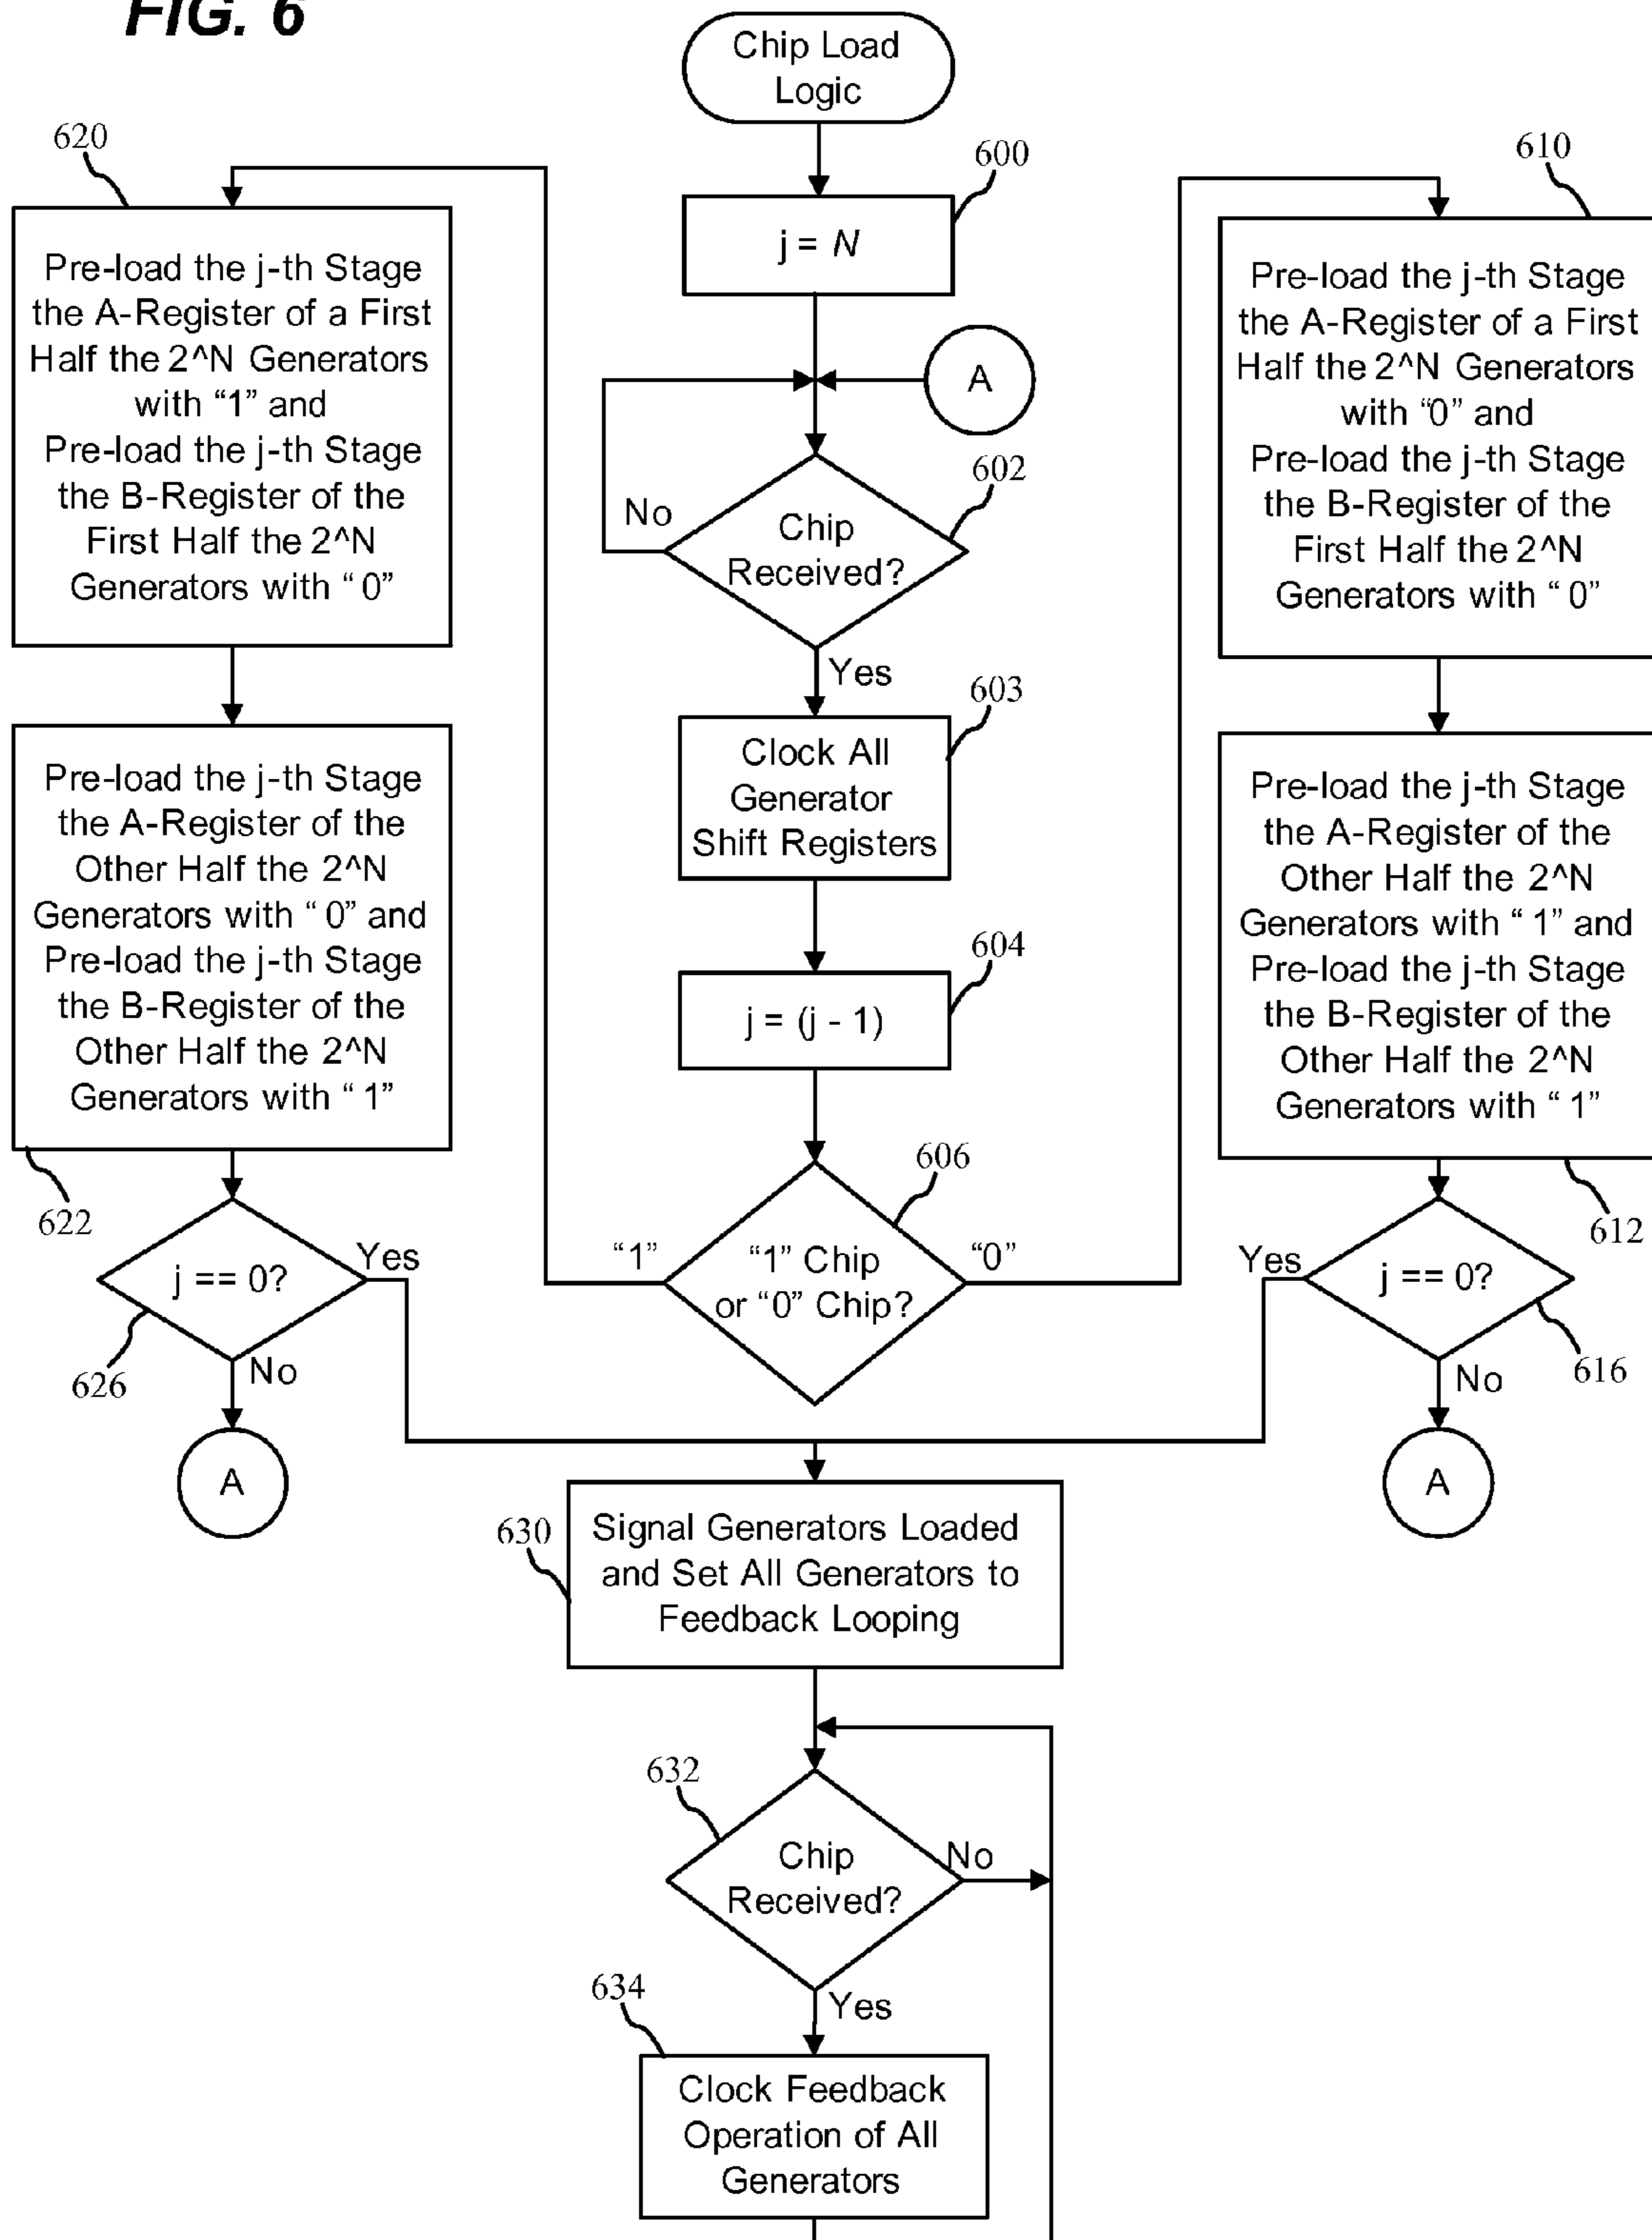 FIG. 6
Chip Load
Logic
600
j = N
A
602
Chip
Received?
No
Yes
603
Clock All
Generator
Shift Registers
604
j = (j - 1)
606
"1" Chip
or "0" Chip?
"1"
"0"
620
Pre-load the j-th Stage
the A-Register of a First
Half the 2^N Generators
with "1" and
Pre-load the j-th Stage
the B-Register of the
First Half the 2^N
Generators with " 0"
Pre-load the j-th Stage
the A-Register of the
Other Half the 2^N
Generators with " 0" and
Pre-load the j-th Stage
the B-Register of the
Other Half the 2^N
Generators with " 1"
622
j == 0?
Yes
626
No
A
610
Pre-load the j-th Stage
the A-Register of a First
Half the 2^N Generators
with "0" and
Pre-load the j-th Stage
the B-Register of the
First Half the 2^N
Generators with " 0"
Pre-load the j-th Stage
the A-Register of the
Other Half the 2^N
Generators with " 1" and
Pre-load the j-th Stage
the B-Register of the
Other Half the 2^N
Generators with " 1"
612
Yes
j == 0?
616
No
A
630
Signal Generators Loaded
and Set All Generators to
Feedback Looping
632
Chip
Received?
No
Yes
634
Clock Feedback
Operation of All
Generators